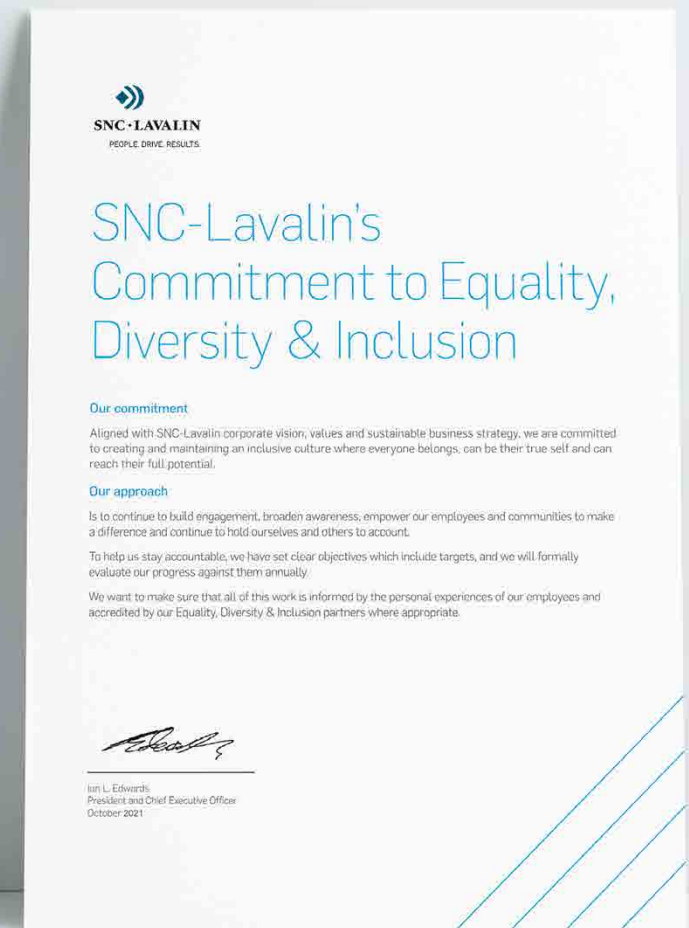 SNC·LAVALIN
PEOPLE. DRIVE. RESULTS.
SNC-Lavalin's
Commitment to Equality,
Diversity & Inclusion
Our commitment
Aligned with SNC-Lavalin corporate vision, values and sustainable business strategy, we are committed
to creating and maintaining an inclusive culture where everyone belongs, can be their true self and can
reach their full potential.
Our approach
Is to continue to build engagement, broaden awareness, empower our employees and communities to make
a difference and continue to hold ourselves and others to account.
To help us stay accountable, we have set clear objectives which include targets, and we will formally
evaluate our progress against them annually.
We want to make sure that all of this work is informed by the personal experiences of our employees and
accredited by our Equality, Diversity & Inclusion partners where appropriate.
Ian L. Edwards
President and Chief Executive Officer
October 2021